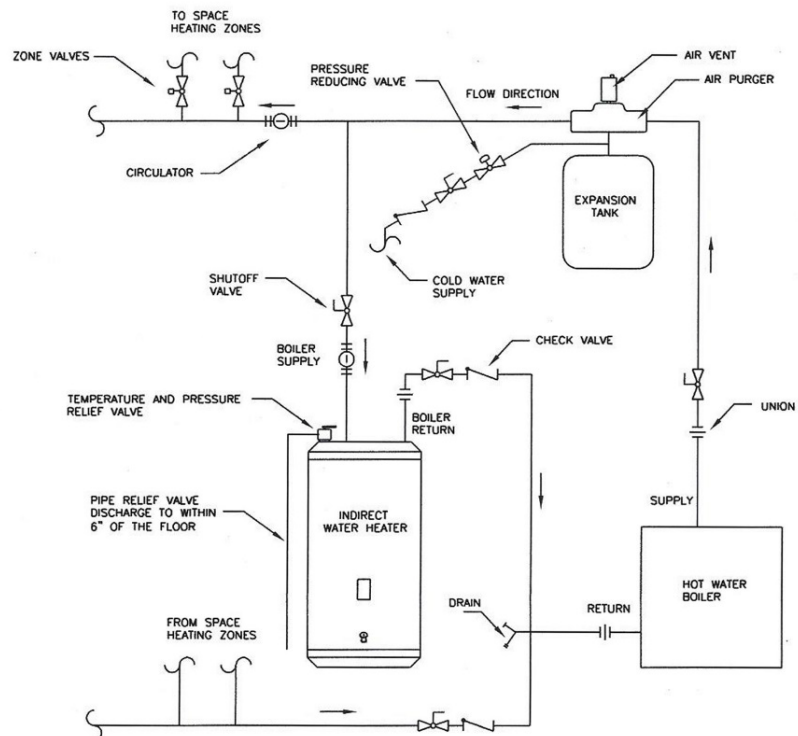 TO SPACE
HEATING ZONES
ZONE VALVES
PRESSURE
REDUCING VALVE
FLOW DIRECTION
AIR VENT
AIR PURGER
CIRCULATOR
EXPANSION
TANK
COLD WATER
SUPPLY
SHUTOFF
VALVE
BOILER
SUPPLY
CHECK VALVE
TEMPERATURE AND PRESSURE
RELIEF VALVE
BOILER
RETURN
UNION
PIPE RELIEF VALVE
DISCHARGE TO WITHIN
6" OF THE FLOOR
INDIRECT
WATER HEATER
SUPPLY
HOT WATER
BOILER
DRAIN
RETURN
FROM SPACE
HEATING ZONES